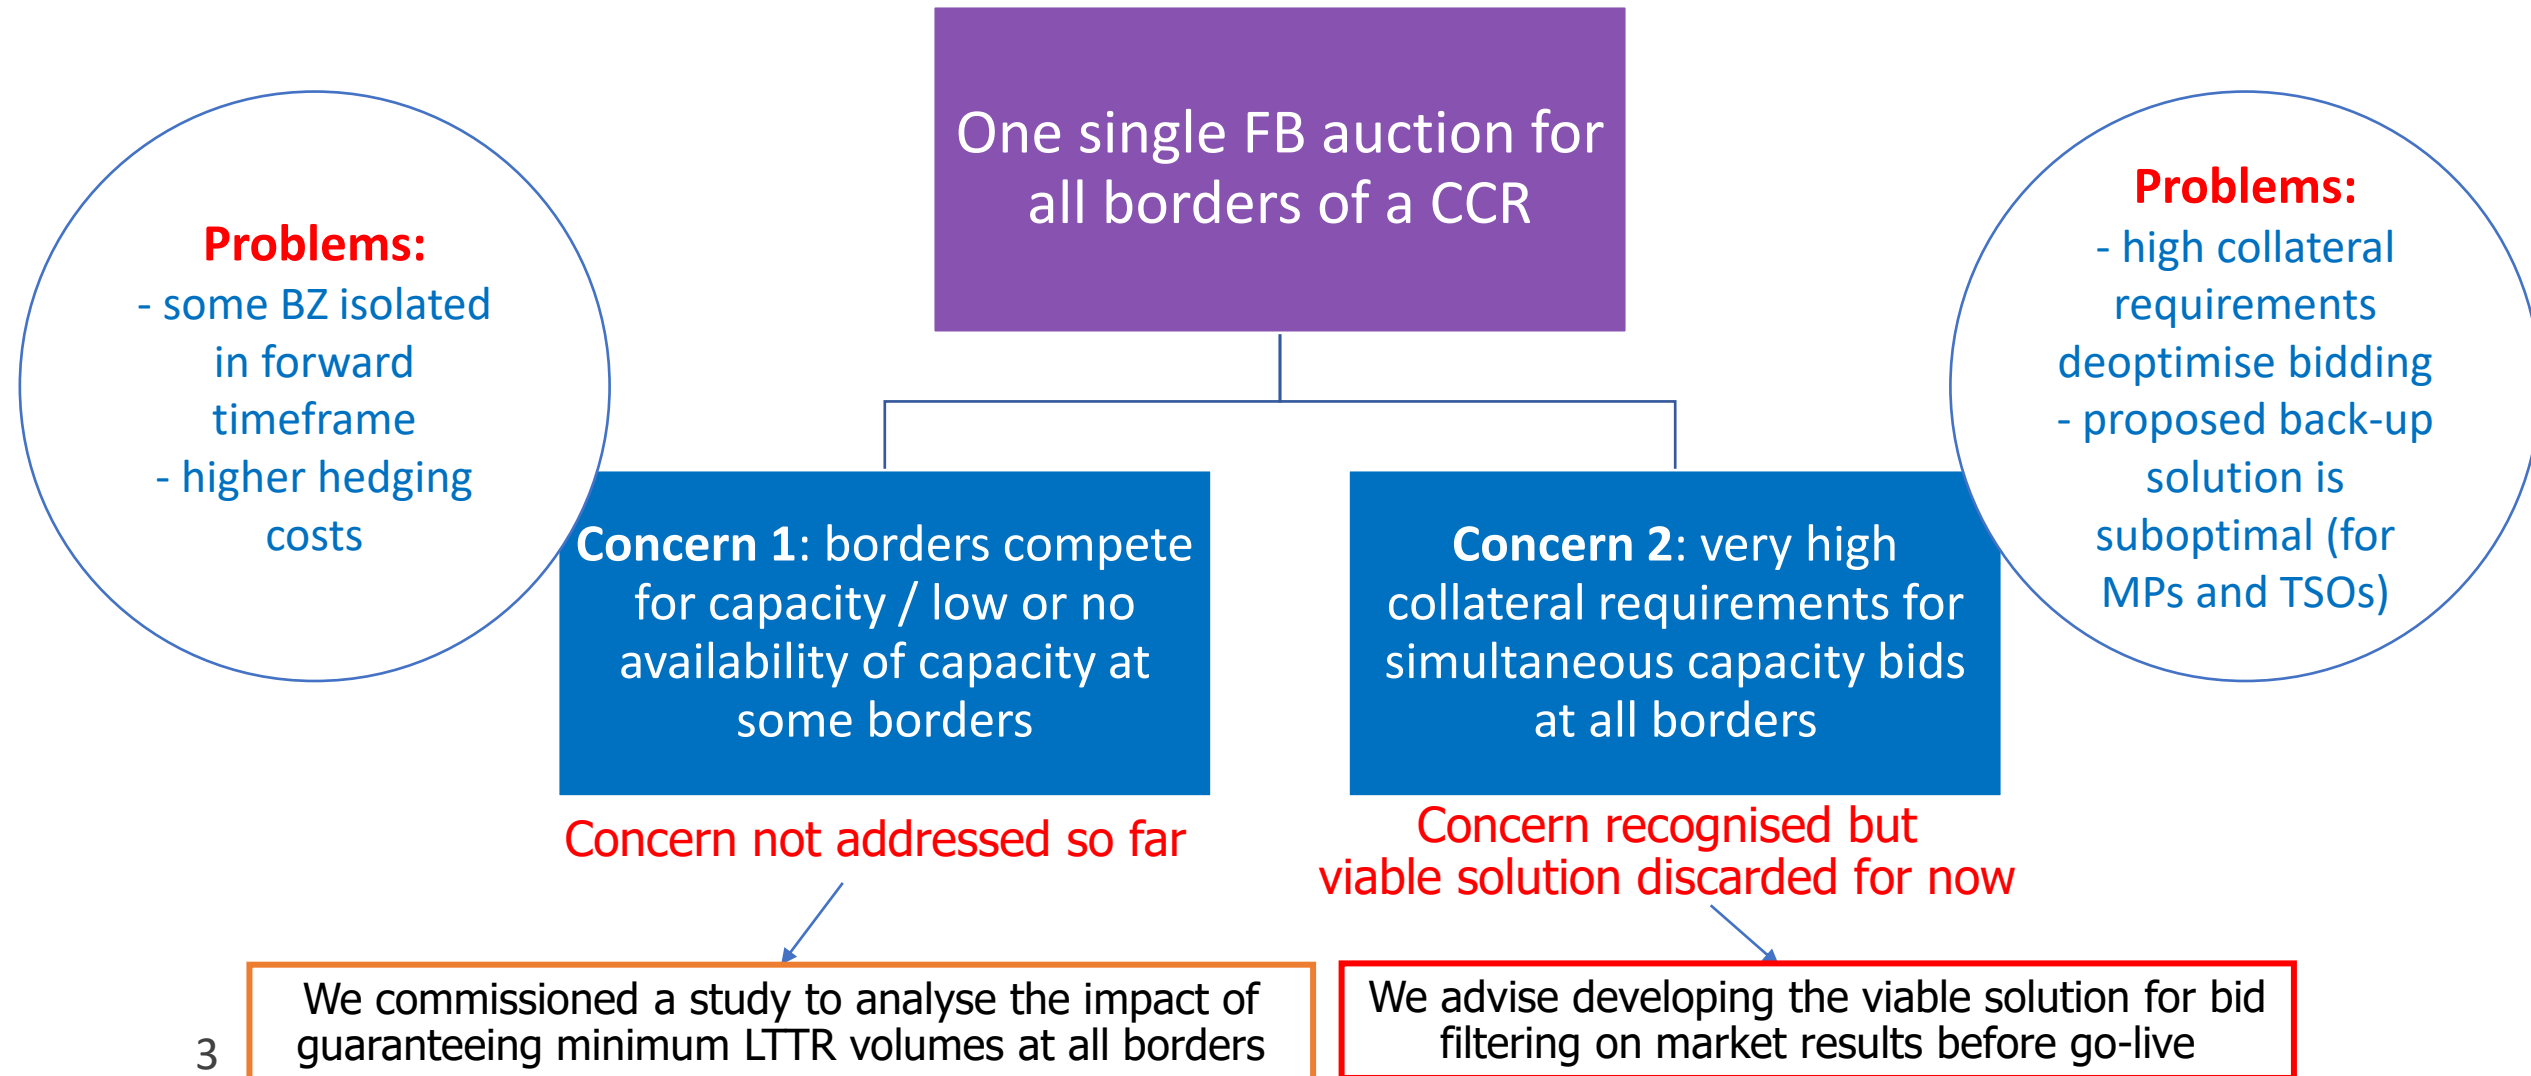 One single FB auction for
all borders of a CCR
Problems:
- some BZ isolated
in forward
timeframe
- higher hedging
costs
Problems:
- high collateral
requirements
deoptimise bidding
- proposed back-up
solution is
suboptimal (for
MPs and TSOs)
Concern 1: borders compete
for capacity / low or no
availability of capacity at
some borders
Concern 2: very high
collateral requirements for
simultaneous capacity bids
at all borders
Concern not addressed so far
Concern recognised but
viable solution discarded for now
We commissioned a study to analyse the impact of
guaranteeing minimum LTTR volumes at all borders
We advise developing the viable solution for bid
filtering on market results before go-live
3